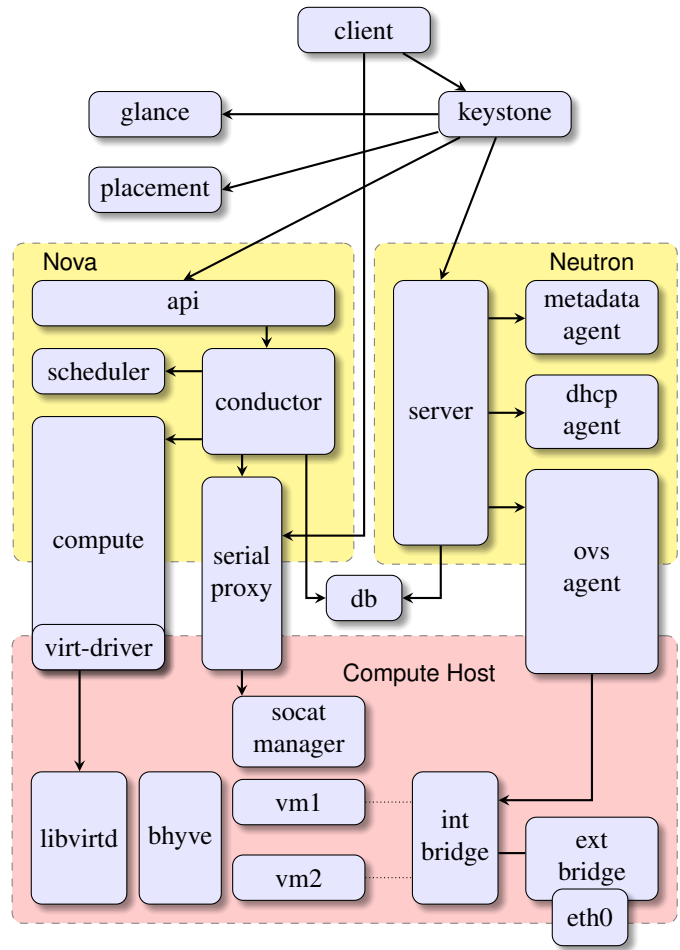 client
glance
keystone
placement
Nova
Neutron
api
metadata
agent
scheduler
conductor
server
dhcp
agent
compute
serial
proxy
ovs
agent
db
virt-driver
Compute Host
socat
manager
libvirtd
bhyve
vm1
int
bridge
ext
bridge
vm2
eth0